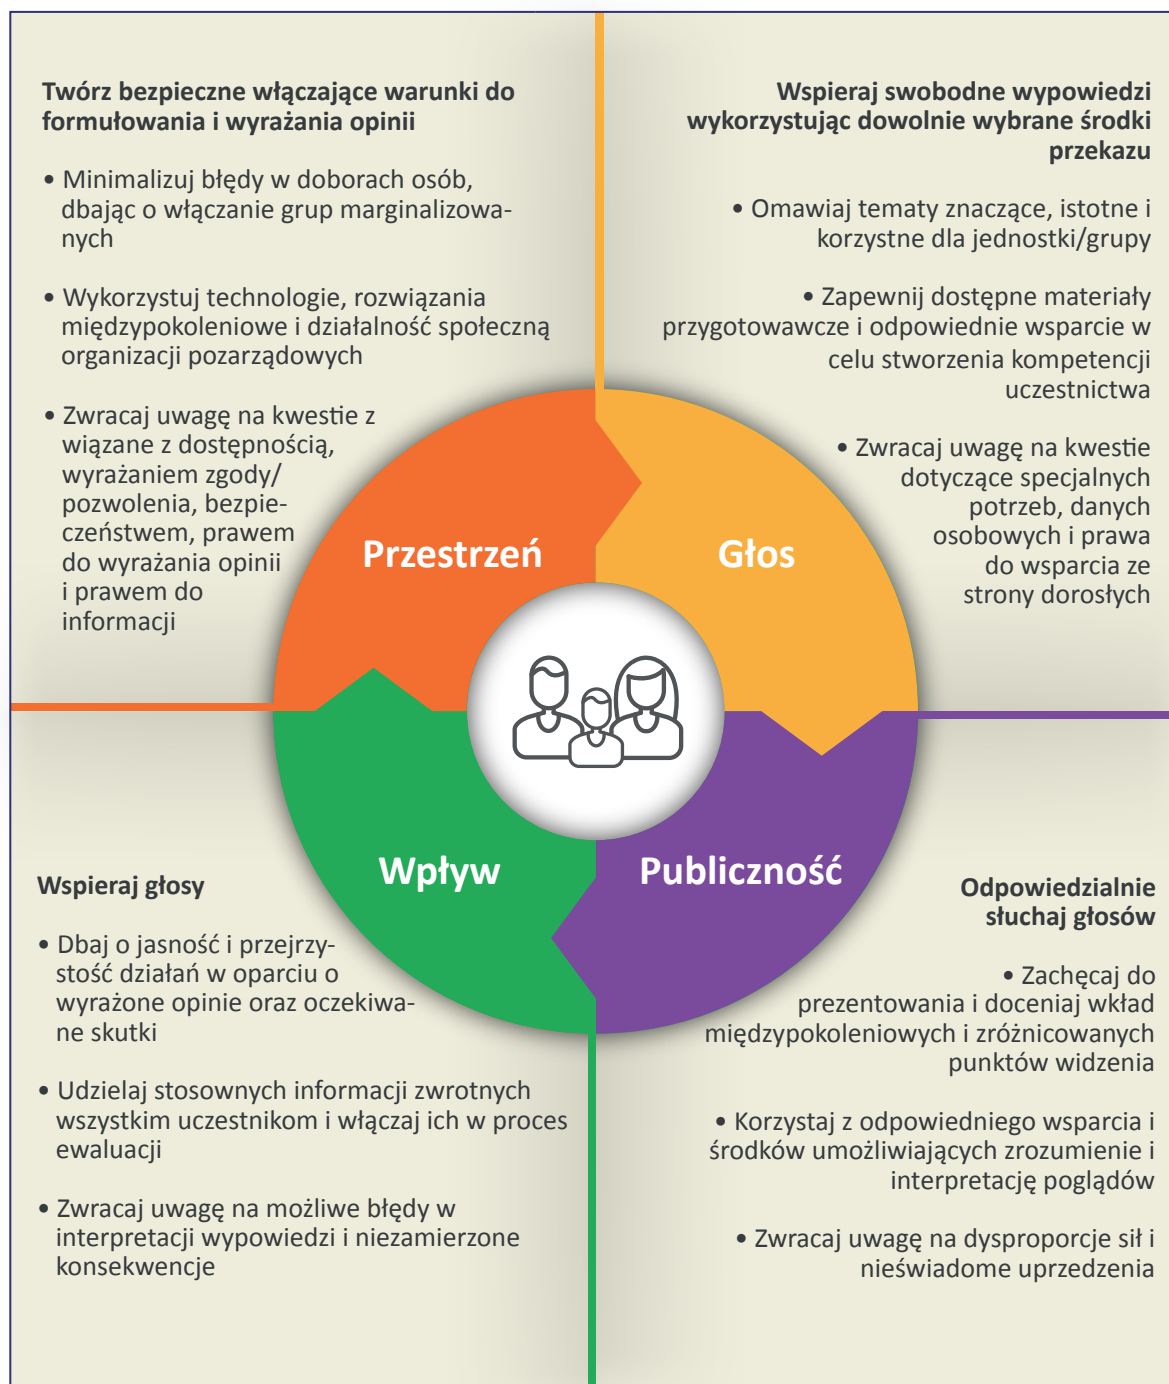 Twórz bezpieczne włączające warunki do
formułowania i wyrażania opinii
• Minimalizuj błędy w doborach osób,
dbając o włączanie grup marginalizowa-
nych
• Wykorzystuj technologie, rozwiązania
międzypokoleniowe i działalność społeczną
organizacji pozarządowych
• Zwracaj uwagę na kwestie z
wiązane z dostępnością,
wyrażaniem zgody/
pozwolenia, bezpie-
czeństwem, prawem
do wyrażania opinii
i prawem do
informacji
Wspieraj swobodne wypowiedzi
wykorzystując dowolnie wybrane środki
przekazu
• Omawiaj tematy znaczące, istotne i
korzystne dla jednostki/grupy
• Zapewnij dostępne materiały
przygotowawcze i odpowiednie wsparcie w
celu stworzenia kompetencji
uczestnictwa
• Zwracaj uwagę na kwestie
dotyczące specjalnych
potrzeb, danych
osobowych i prawa
do wsparcia ze
strony dorosłych
Przestrzeń
Głos
Wpływ
Publiczność
Wspieraj głosy
• Dbaj o jasność i przejrzy-
stość działań w oparciu o
wyrażone opinie oraz oczekiwa-
ne skutki
• Udzielaj stosownych informacji zwrotnych
wszystkim uczestnikom i włączaj ich w proces
ewaluacji
• Zwracaj uwagę na możliwe błędy w
interpretacji wypowiedzi i niezamierzone
konsekwencje
Odpowiedzialnie
słuchaj głosów
• Zachęcaj do
prezentowania i doceniaj wkład
międzypokoleniowych i zróżnicowanych
punktów widzenia
• Korzystaj z odpowiedniego wsparcia i
środków umożliwiających zrozumienie i
interpretację poglądów
• Zwracaj uwagę na dysproporcje sił i
nieświadome uprzedzenia